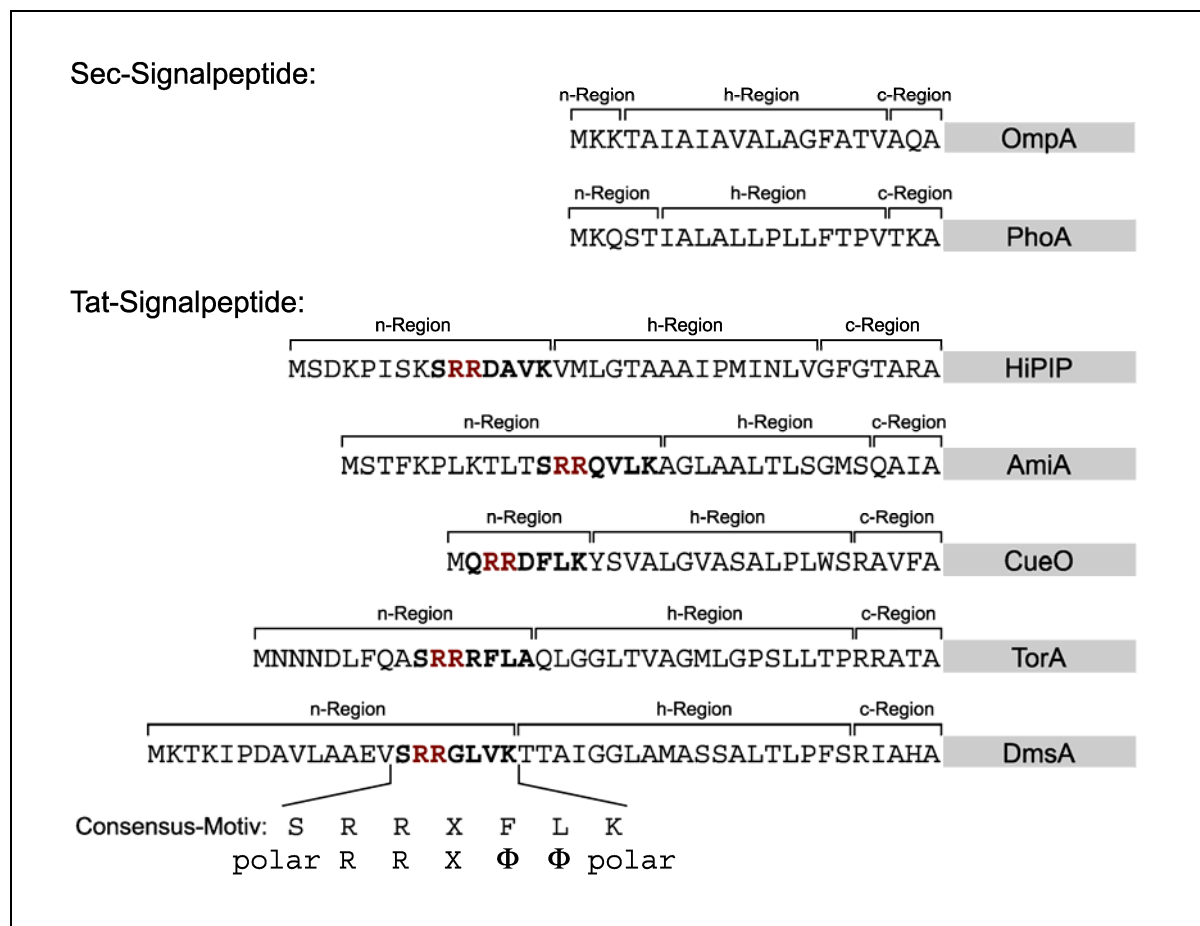 Sec-Signalpeptide:
n-Region h-Region c-Region
MKKTAIAIAVALAGFATVAQA OmpA
n-Region h-Region c-Region
MKQSTIALALLPLLFTPVTKA PhoA
Tat-Signalpeptide:
n-Region h-Region c-Region
MSDKPISKSRRDAVKVMLGTAAAIPMINLVGFGTARA HiPIP
n-Region h-Region c-Region
MSTFKPLKTLTSRRQVLKAGLAALTLSGMSQAIA AmiA
n-Region h-Region c-Region
MQRRDFLKYSVALGVASALPLWSRAVFA CueO
n-Region h-Region c-Region
MNNNDLFQASRRRFLAQLGGLTVAGMLGPSLLTPRRATA TorA
n-Region h-Region c-Region
MKTKIPDAVLAAEVSRRGLVKTTAIGGLAMASSALTLPFSRIAHA DmsA
Consensus-Motiv: S R R X F L K
polar R R X Φ Φ polar